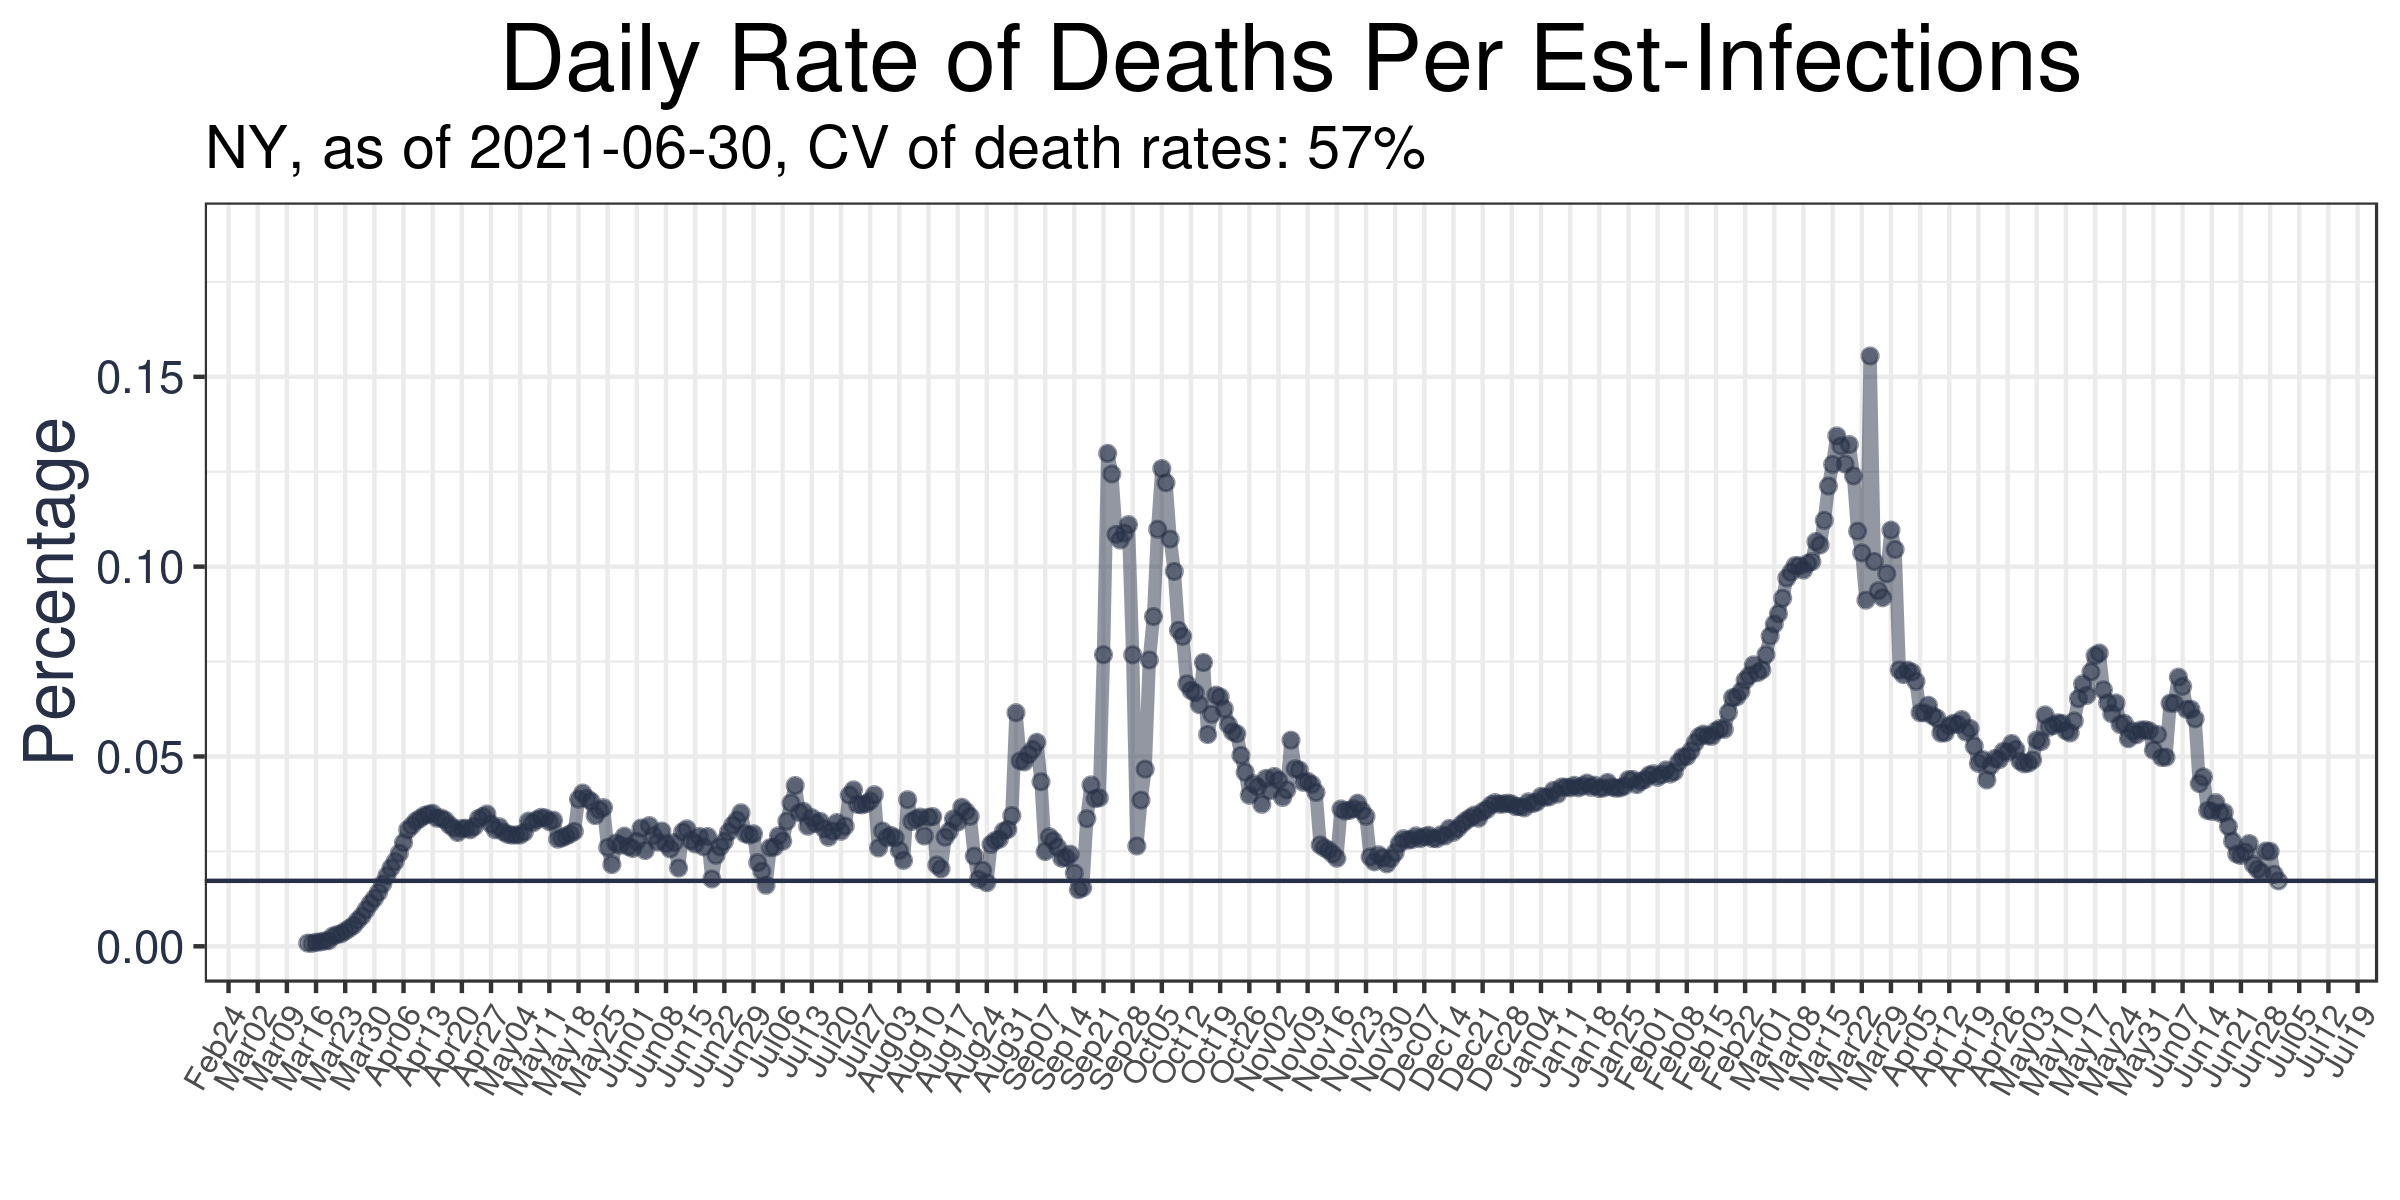 Daily Rate of Deaths Per Est-Infections
NY, as of 2021-06-30, CV of death rates: 57%
Percentage
0.15
0.10
0.05
0.00
Feb24 Mar02 Mar09 Mar16 Mar23 Mar30 Apr06 Apr13 Apr20 Apr27 May04 May11 May18 May25 Jun01 Jun08 Jun15 Jun22 Jun29 Jul06 Jul13 Jul20 Jul27 Aug03 Aug10 Aug17 Aug24 Aug31 Sep07 Sep14 Sep21 Sep28 Oct05 Oct12 Oct19 Oct26 Nov02 Nov09 Nov16 Nov23 Nov30 Dec07 Dec14 Dec21 Dec28 Jan04 Jan11 Jan18 Jan25 Feb01 Feb08 Feb15 Feb22 Mar01 Mar08 Mar15 Mar22 Mar29 Apr05 Apr12 Apr19 Apr26 May03 May10 May17 May24 May31 Jun07 Jun14 Jun21 Jun28 Jul05 Jul12 Jul19